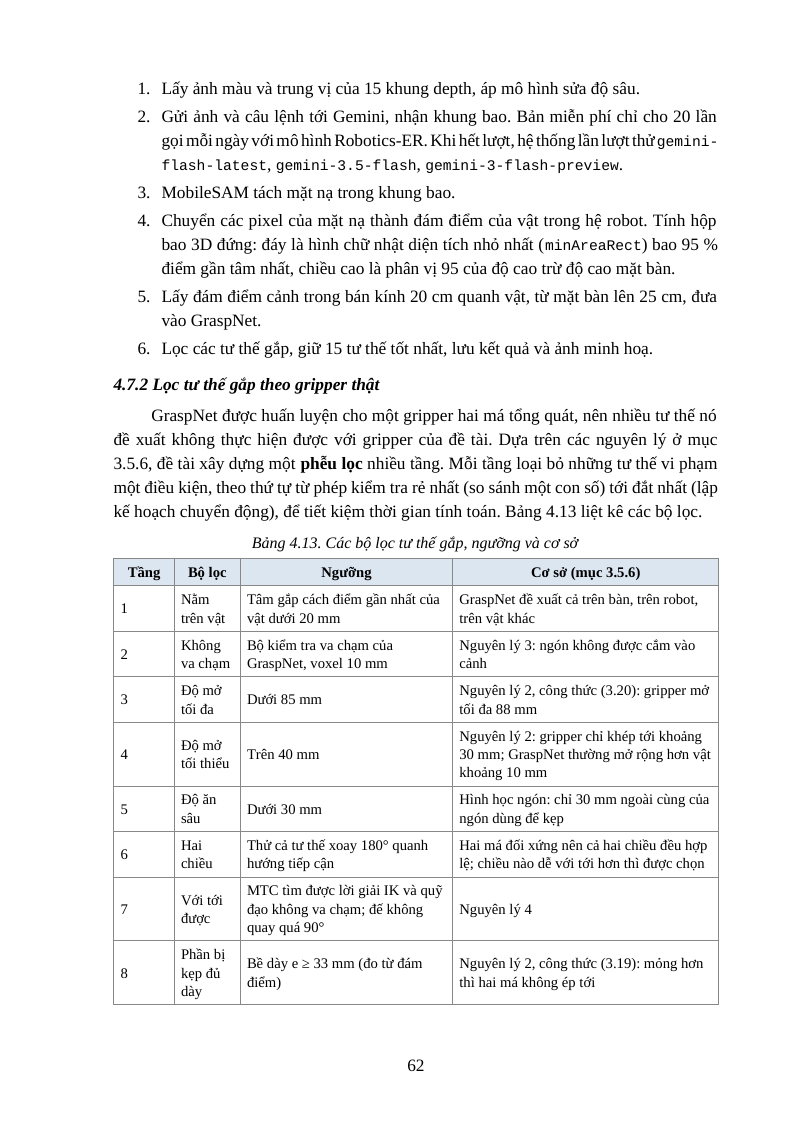 1. Lấy ảnh màu và trung vị của 15 khung depth, áp mô hình sửa độ sâu.
2. Gửi ảnh và câu lệnh tới Gemini, nhận khung bao. Bản miễn phí chỉ cho 20 lần
gọi mỗi ngày với mô hình Robotics-ER. Khi hết lượt, hệ thống lần lượt thử gemini-
flash-latest, gemini-3.5-flash, gemini-3-flash-preview.
3. MobileSAM tách mặt nạ trong khung bao.
4. Chuyển các pixel của mặt nạ thành đám điểm của vật trong hệ robot. Tính hộp
bao 3D đứng: đáy là hình chữ nhật diện tích nhỏ nhất (minAreaRect) bao 95 %
điểm gần tâm nhất, chiều cao là phân vị 95 của độ cao trừ độ cao mặt bàn.
5. Lấy đám điểm cảnh trong bán kính 20 cm quanh vật, từ mặt bàn lên 25 cm, đưa
vào GraspNet.
6. Lọc các tư thế gắp, giữ 15 tư thế tốt nhất, lưu kết quả và ảnh minh hoạ.
4.7.2 Lọc tư thế gắp theo gripper thật
GraspNet được huấn luyện cho một gripper hai má tổng quát, nên nhiều tư thế nó
đề xuất không thực hiện được với gripper của đề tài. Dựa trên các nguyên lý ở mục
3.5.6, đề tài xây dựng một phễu lọc nhiều tầng. Mỗi tầng loại bỏ những tư thế vi phạm
một điều kiện, theo thứ tự từ phép kiểm tra rẻ nhất (so sánh một con số) tới đắt nhất (lập
kế hoạch chuyển động), để tiết kiệm thời gian tính toán. Bảng 4.13 liệt kê các bộ lọc.
Bảng 4.13. Các bộ lọc tư thế gắp, ngưỡng và cơ sở
Tầng Bộ lọc Ngưỡng Cơ sở (mục 3.5.6)
1
Nằm
trên vật
Tâm gắp cách điểm gần nhất của
vật dưới 20 mm
GraspNet đề xuất cả trên bàn, trên robot,
trên vật khác
2
Không
va chạm
Bộ kiểm tra va chạm của
GraspNet, voxel 10 mm
Nguyên lý 3: ngón không được cắm vào
cảnh
3
Độ mở
tối đa
Dưới 85 mm
Nguyên lý 2, công thức (3.20): gripper mở
tối đa 88 mm
4
Độ mở
tối thiểu
Trên 40 mm
Nguyên lý 2: gripper chỉ khép tới khoảng
30 mm; GraspNet thường mở rộng hơn vật
khoảng 10 mm
5
Độ ăn
sâu
Dưới 30 mm
Hình học ngón: chỉ 30 mm ngoài cùng của
ngón dùng để kẹp
6
Hai
chiều
Thử cả tư thế xoay 180° quanh
hướng tiếp cận
Hai má đối xứng nên cả hai chiều đều hợp
lệ; chiều nào dễ với tới hơn thì được chọn
7
Với tới
được
MTC tìm được lời giải IK và quỹ
đạo không va chạm; đế không
quay quá 90°
Nguyên lý 4
8
Phần bị
kẹp đủ
dày
Bề dày e ≥ 33 mm (đo từ đám
điểm)
Nguyên lý 2, công thức (3.19): mỏng hơn
thì hai má không ép tới
62